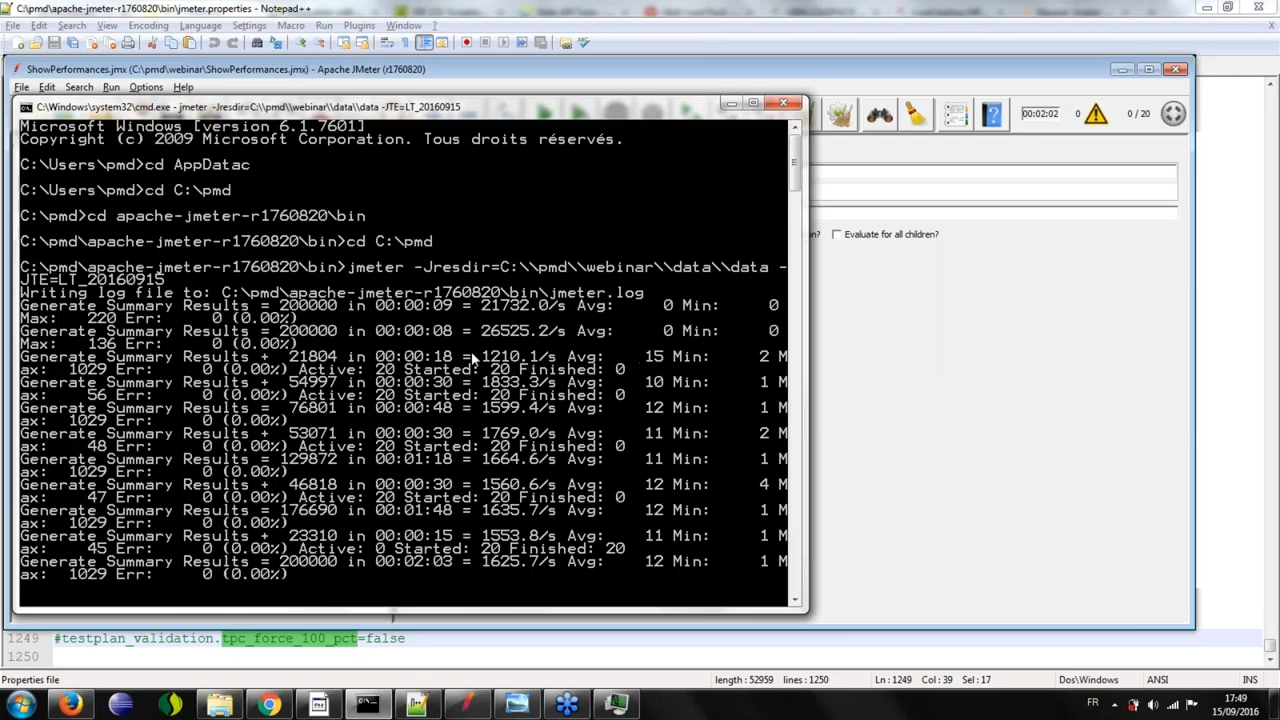 C:\pmd\apache-jmeter-r1760820\bin\jmeter.properties - Notepad++
File Edit Search View Encoding Language Settings Macro Run Plugins Window ?
ShowPerformances.jmx (C:\pmd\webinar\ShowPerformances.jmx) - Apache JMeter (r1760820)
File Edit Search Run Options Help
C:\Windows\system32\cmd.exe - jmeter -Jresdir=C:\\pmd\\webinar\\data\\data -JTE=LT_20160915
00:02:02 0 0 / 20
Microsoft Windows [version 6.1.7601]
Copyright (c) 2009 Microsoft Corporation. Tous droits réservés.
C:\Users\pmd>cd AppDatac
C:\Users\pmd>cd C:\pmd
C:\pmd>cd apache-jmeter-r1760820\bin
C:\pmd\apache-jmeter-r1760820\bin>cd C:\pmd
C:\pmd\apache-jmeter-r1760820\bin>jmeter -Jresdir=C:\\pmd\\webinar\\data\\data -
JTE=LT_20160915
Writing log file to: C:\pmd\apache-jmeter-r1760820\bin\jmeter.log
Generate Summary Results = 200000 in 00:00:09 = 21732.0/s Avg: 0 Min: 0
Max: 220 Err: 0 (0.00%)
Generate Summary Results = 200000 in 00:00:08 = 26525.2/s Avg: 0 Min: 0
Max: 136 Err: 0 (0.00%)
Generate Summary Results + 21804 in 00:00:18 = 1210.1/s Avg: 15 Min: 2 M
ax: 1029 Err: 0 (0.00%) Active: 20 Started: 20 Finished: 0
Generate Summary Results + 54997 in 00:00:30 = 1833.3/s Avg: 10 Min: 1 M
ax: 56 Err: 0 (0.00%) Active: 20 Started: 20 Finished: 0
Generate Summary Results = 76801 in 00:00:48 = 1599.4/s Avg: 12 Min: 1 M
ax: 1029 Err: 0 (0.00%)
Generate Summary Results + 53071 in 00:00:30 = 1769.0/s Avg: 11 Min: 2 M
ax: 48 Err: 0 (0.00%) Active: 20 Started: 20 Finished: 0
Generate Summary Results = 129872 in 00:01:18 = 1664.6/s Avg: 11 Min: 1 M
ax: 1029 Err: 0 (0.00%)
Generate Summary Results + 46818 in 00:00:30 = 1560.6/s Avg: 12 Min: 4 M
ax: 47 Err: 0 (0.00%) Active: 20 Started: 20 Finished: 0
Generate Summary Results = 176690 in 00:01:48 = 1635.7/s Avg: 12 Min: 1 M
ax: 1029 Err: 0 (0.00%)
Generate Summary Results + 23310 in 00:00:15 = 1553.8/s Avg: 11 Min: 1 M
ax: 45 Err: 0 (0.00%) Active: 0 Started: 20 Finished: 20
Generate Summary Results = 200000 in 00:02:03 = 1625.7/s Avg: 12 Min: 1 M
ax: 1029 Err: 0 (0.00%)
? Evaluate for all children?
1249 #testplan_validation.tpc_force_100_pct=false
1250
Properties file length : 52959 lines : 1250 Ln : 1249 Col : 39 Sel : 17 Dos\Windows ANSI INS
FR 17:49
15/09/2016